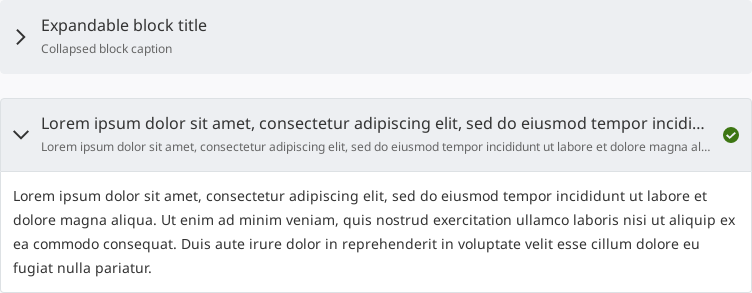 Expandable block title
Collapsed block caption
Lorem ipsum dolor sit amet, consectetur adipiscing elit, sed do eiusmod tempor incidi...
Lorem ipsum dolor sit amet, consectetur adipiscing elit, sed do eiusmod tempor incididunt ut labore et dolore magna al...
Lorem ipsum dolor sit amet, consectetur adipiscing elit, sed do eiusmod tempor incididunt ut labore et
dolore magna aliqua. Ut enim ad minim veniam, quis nostrud exercitation ullamco laboris nisi ut aliquip ex
ea commodo consequat. Duis aute irure dolor in reprehenderit in voluptate velit esse cillum dolore eu
fugiat nulla pariatur.